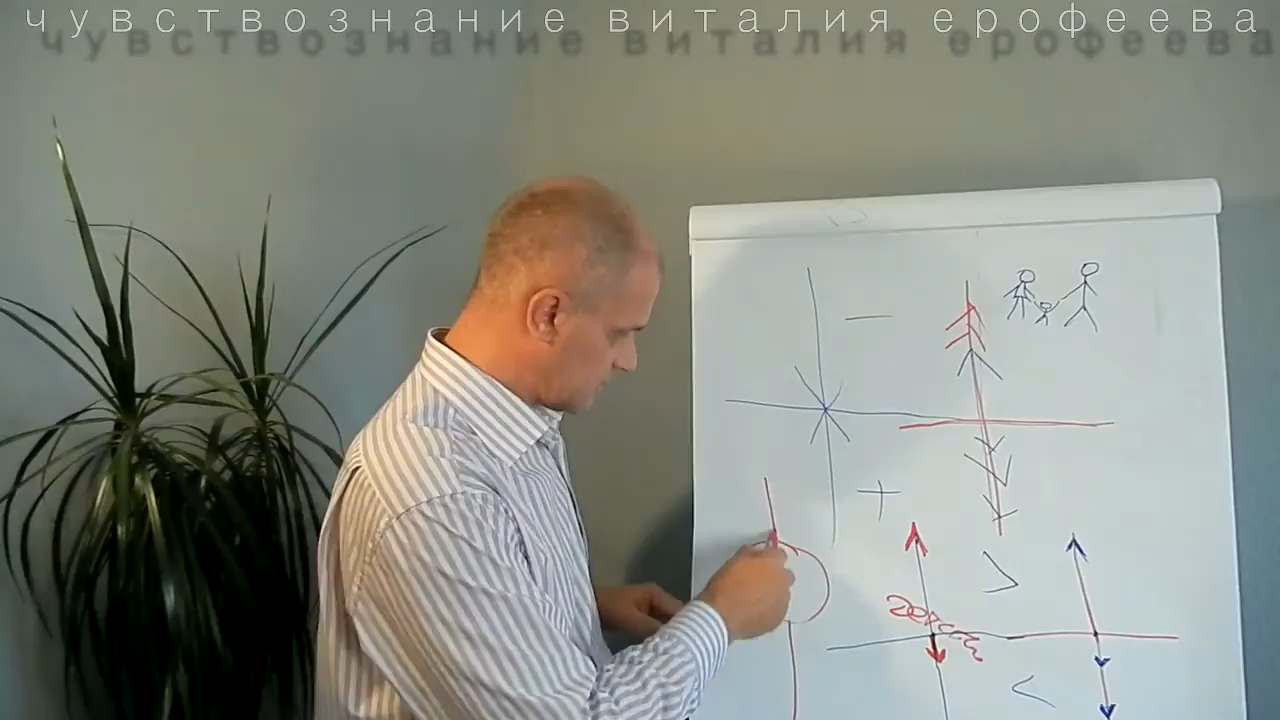 чувствознание виталия ерофеева
−
+
>
<